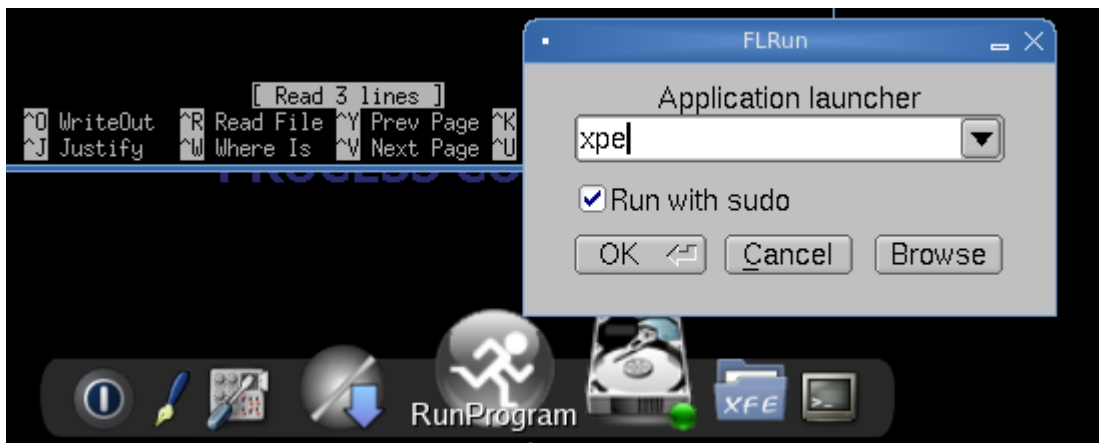 [ Read 3 lines ]
^O WriteOut ^R Read File ^Y Prev Page ^K
^J Justify ^W Where Is ^V Next Page ^U
FLRun
Application launcher
xpe
Run with sudo
OK Cancel Browse
RunProgram
XFE
>_